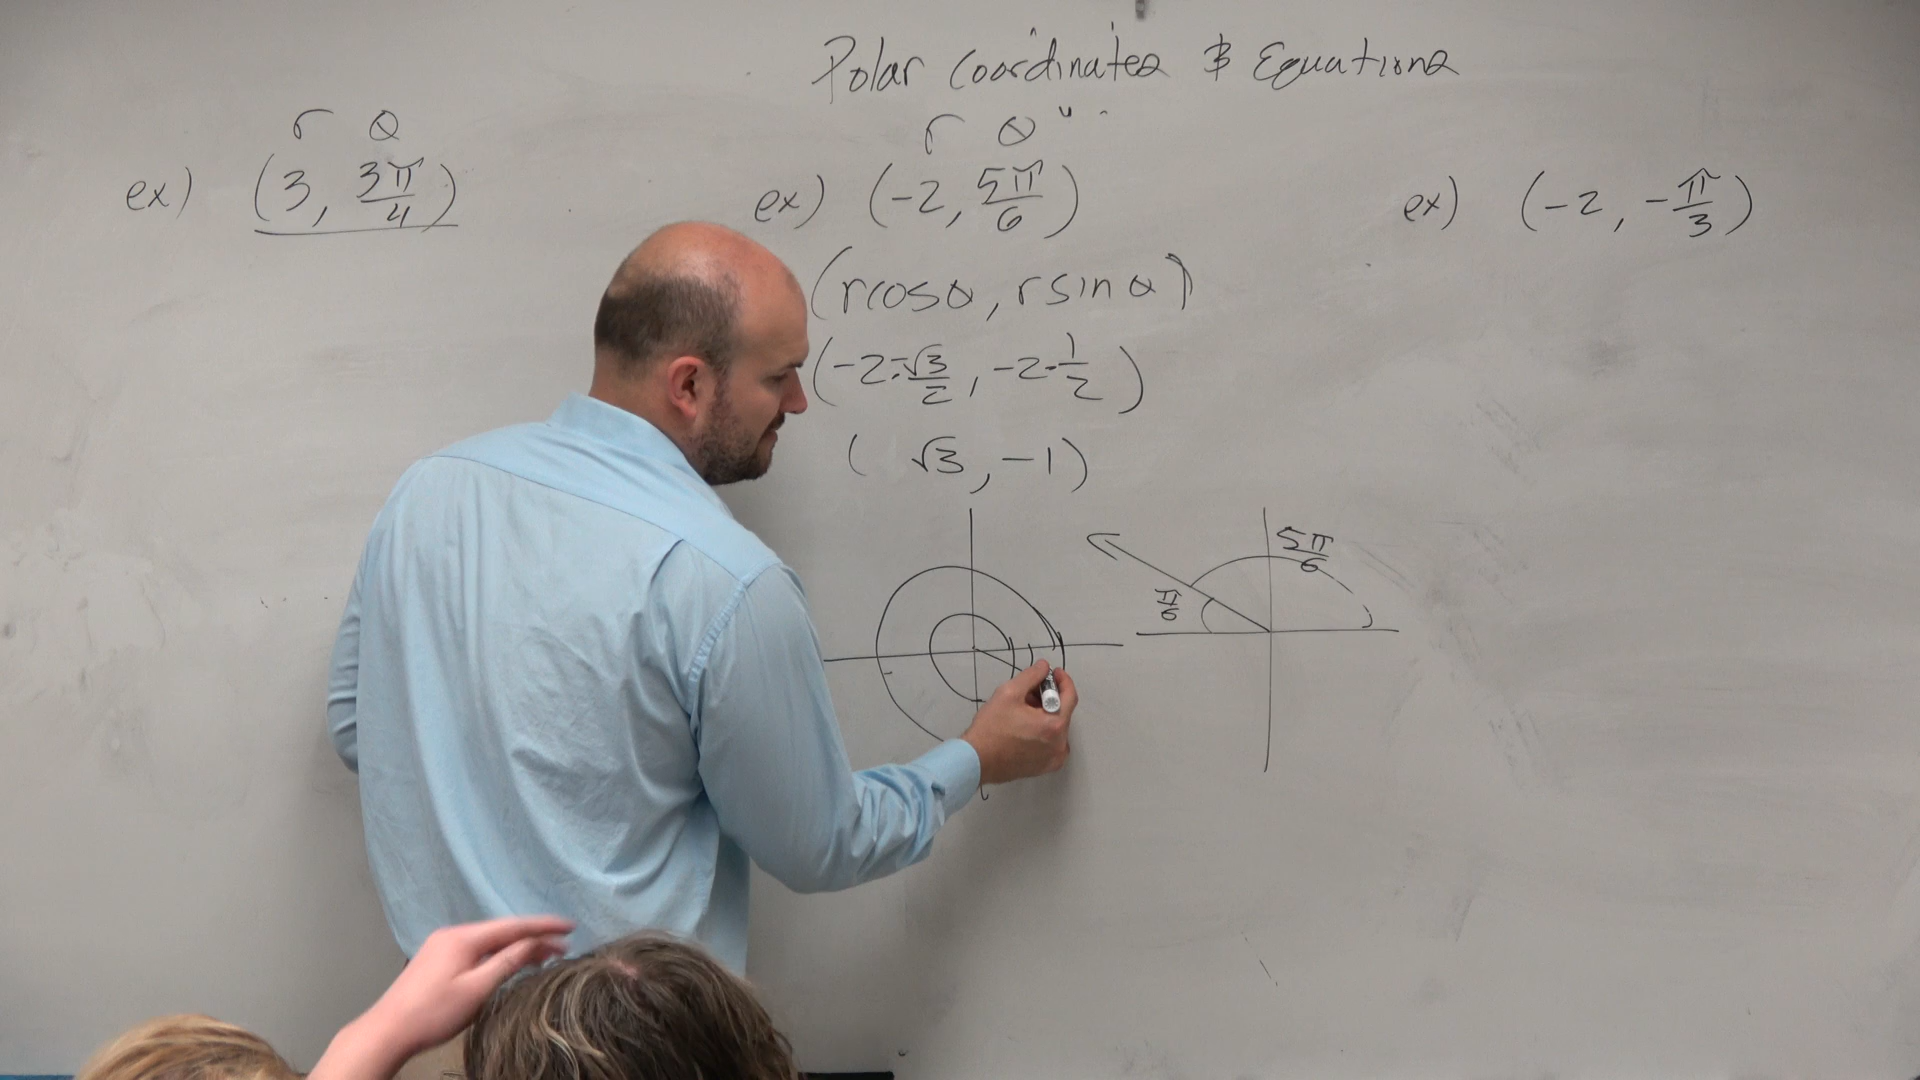 Polar Coordinates & Equations
r θ
ex) (3, 3π/4)
r θ
ex) (-2, 5π/6)
(rcosθ, rsinθ)
(-2·-√3/2, -2·1/2)
(√3, -1)
5π/6
π/6
ex) (-2, -π/3)